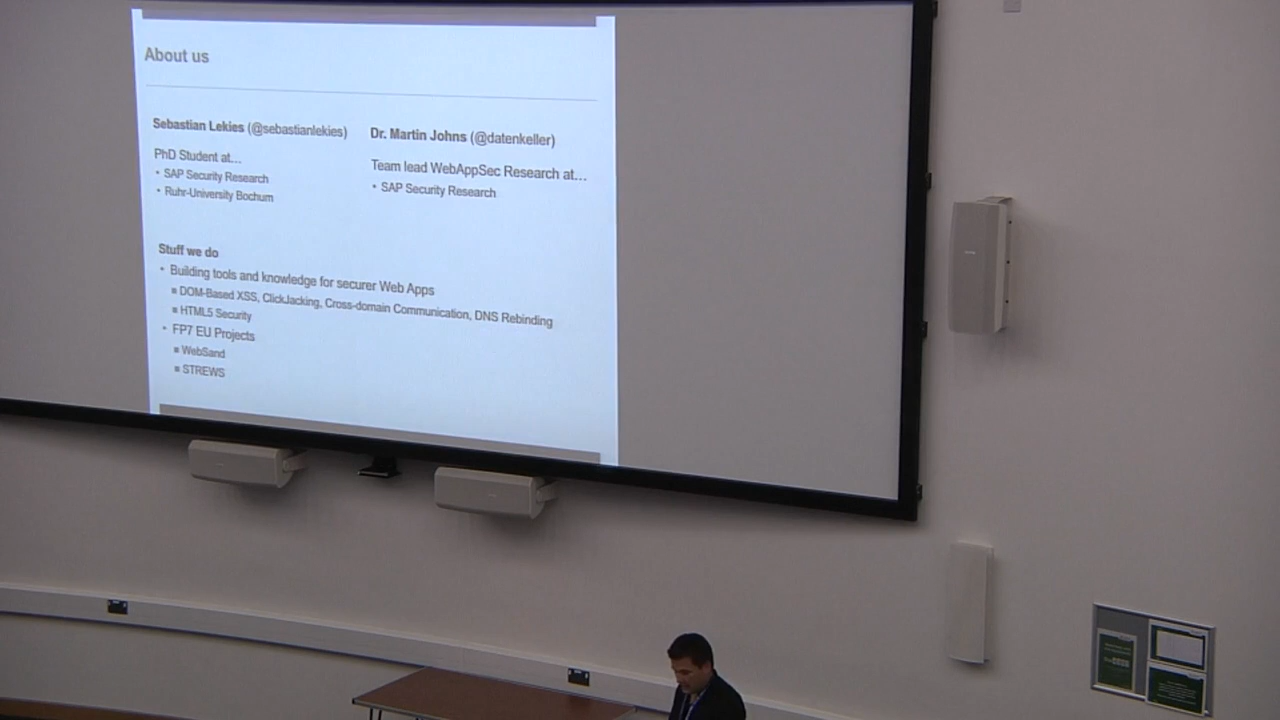 About us
Sebastian Lekies (@sebastianlekies)
PhD Student at...
• SAP Security Research
• Ruhr-University Bochum
Dr. Martin Johns (@datenkeller)
Team lead WebAppSec Research at...
• SAP Security Research
Stuff we do
• Building tools and knowledge for securer Web Apps
■ DOM-Based XSS, ClickJacking, Cross-domain Communication, DNS Rebinding
■ HTML5 Security
• FP7 EU Projects
■ WebSand
■ STREWS